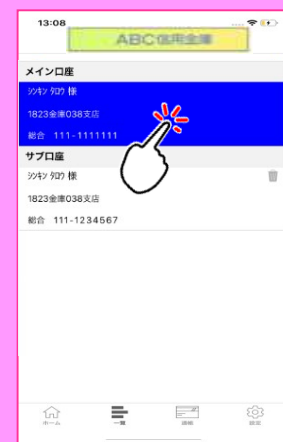 13:08
ABC信用金庫
メイン口座
シンキン タロウ 様
1823金庫038支店
総合 111-1111111
サブ口座
シンキン タロウ 様
1823金庫038支店
総合 111-1234567
ホーム 一覧 通帳 設定